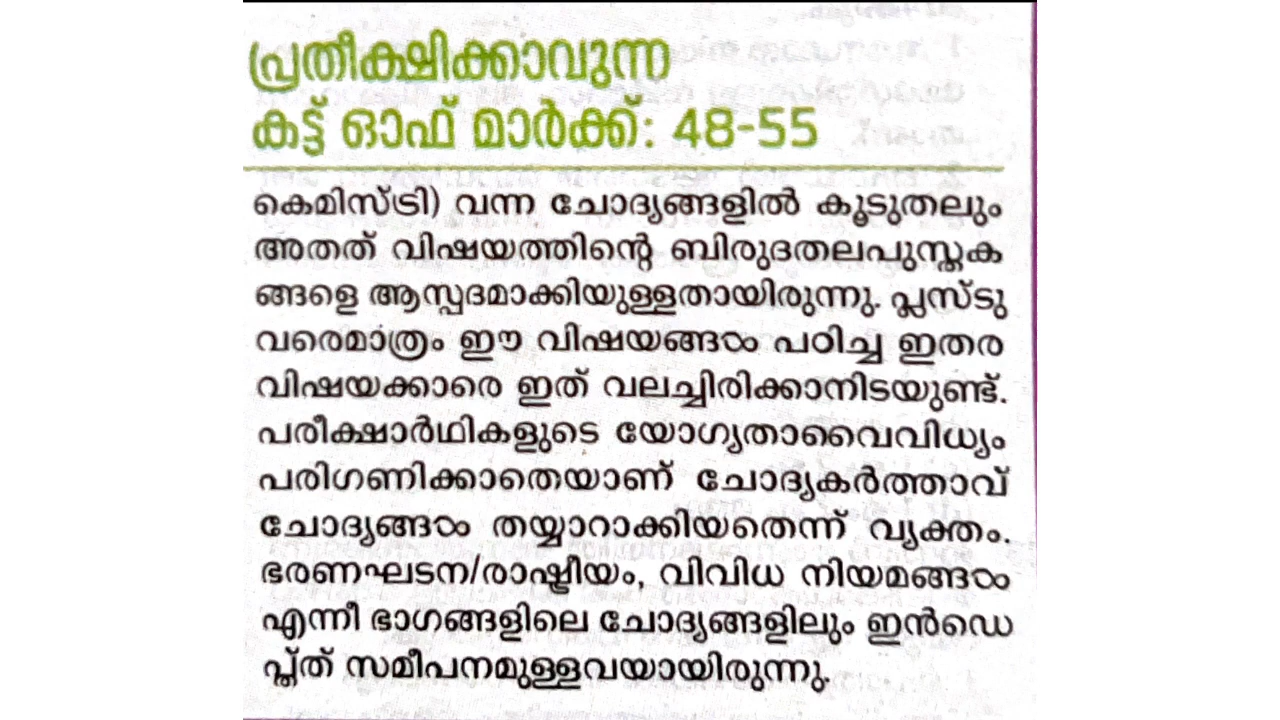 പ്രതീക്ഷിക്കാവുന്ന
കട്ട് ഓഫ് മാർക്ക്: 48-55
കെമിസ്ട്രി) വന്ന ചോദ്യങ്ങളിൽ കൂടുതലും
അതത് വിഷയത്തിന്റെ ബിരുദതലപുസ്തക
ങ്ങളെ ആസ്പദമാക്കിയുള്ളതായിരുന്നു. പ്ലസ്ടു
വരെമാത്രം ഈ വിഷയങ്ങൾ പഠിച്ച ഇതര
വിഷയക്കാരെ ഇത് വലച്ചിരിക്കാനിടയുണ്ട്.
പരീക്ഷാർഥികളുടെ യോഗ്യതാവൈവിധ്യം
പരിഗണിക്കാതെയാണ് ചോദ്യകർത്താവ്
ചോദ്യങ്ങൾ തയ്യാറാക്കിയതെന്ന് വ്യക്തം.
ഭരണഘടന/രാഷ്ട്രീയം, വിവിധ നിയമങ്ങൾ
എന്നീ ഭാഗങ്ങളിലെ ചോദ്യങ്ങളിലും ഇൻഡെ
പ്ത്ത് സമീപനമുള്ളവയായിരുന്നു.